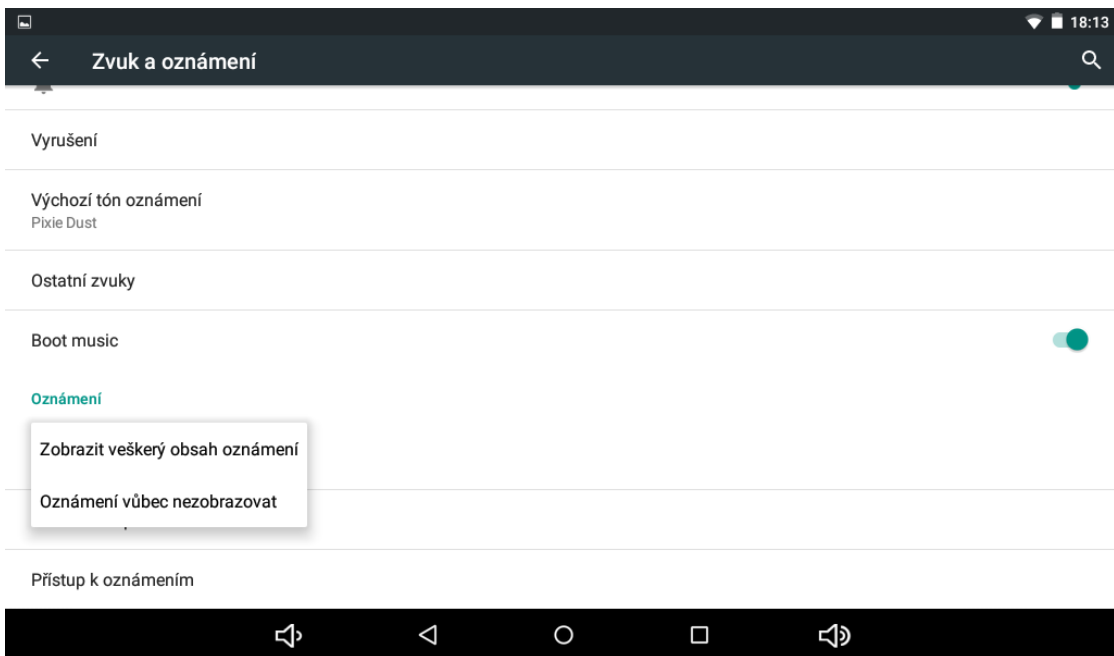 18:13
Zvuk a oznámení
Vyrušení
Výchozí tón oznámení
Pixie Dust
Ostatní zvuky
Boot music
Oznámení
Zobrazit veškerý obsah oznámení
Oznámení vůbec nezobrazovat
Přístup k oznámením